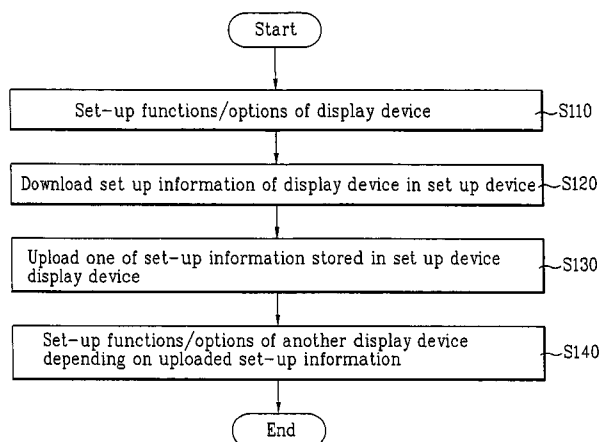 Start
Set-up functions/options of display device
S110
Download set up information of display device in set up device
S120
Upload one of set-up information stored in set up device
display device
S130
Set-up functions/options of another display device
depending on uploaded set-up information
S140
End